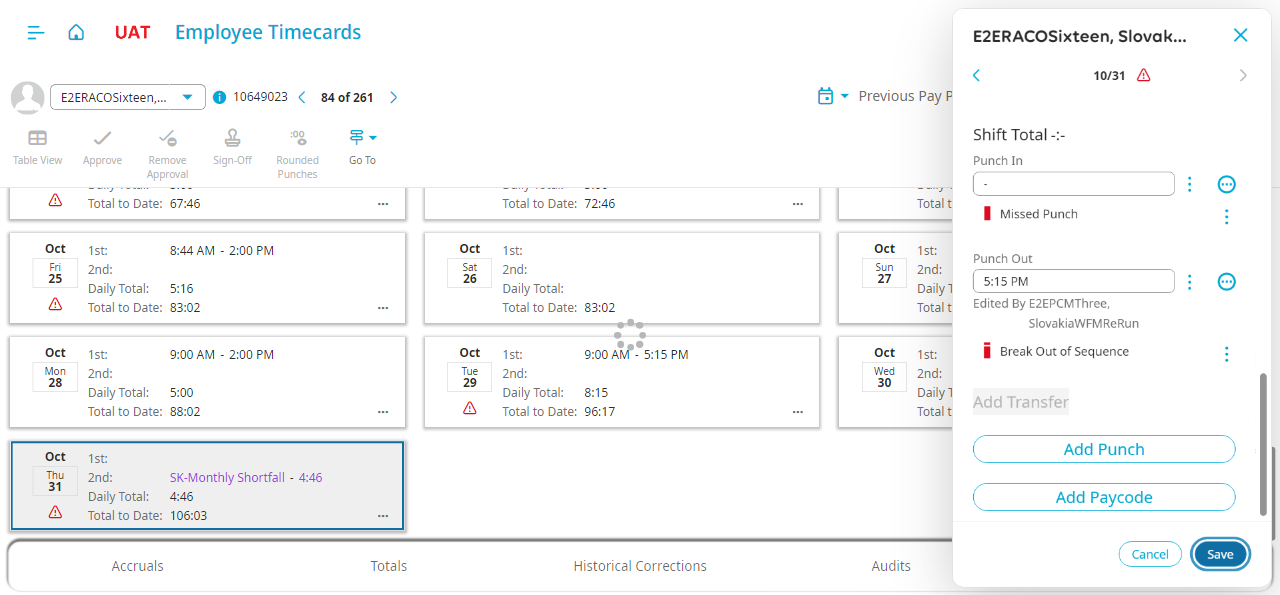 UAT
Employee Timecards
E2ERACOSixteen,...
10649023
84 of 261
Previous Pay P
Table View
Approve
Remove Approval
Sign-Off
:00
Rounded Punches
Go To
Total to Date: 67:46
...
Total to Date: 72:46
...
Total t
Oct
Fri
25
1st: 8:44 AM - 2:00 PM
2nd:
Daily Total: 5:16
Total to Date: 83:02
...
Oct
Sat
26
1st:
2nd:
Daily Total:
Total to Date: 83:02
...
Oct
Sun
27
1st:
2nd:
Daily T
Total t
Oct
Mon
28
1st: 9:00 AM - 2:00 PM
2nd:
Daily Total: 5:00
Total to Date: 88:02
...
Oct
Tue
29
1st: 9:00 AM - 5:15 PM
2nd:
Daily Total: 8:15
Total to Date: 96:17
...
Oct
Wed
30
1st:
2nd:
Daily T
Total t
Oct
Thu
31
1st:
2nd: SK-Monthly Shortfall - 4:46
Daily Total: 4:46
Total to Date: 106:03
...
Accruals
Totals
Historical Corrections
Audits
E2ERACOSixteen, Slovak...
10/31
Shift Total -:-
Punch In
-
Missed Punch
Punch Out
5:15 PM
Edited By E2EPCMThree,
SlovakiaWFMReRun
Break Out of Sequence
Add Transfer
Add Punch
Add Paycode
Cancel
Save